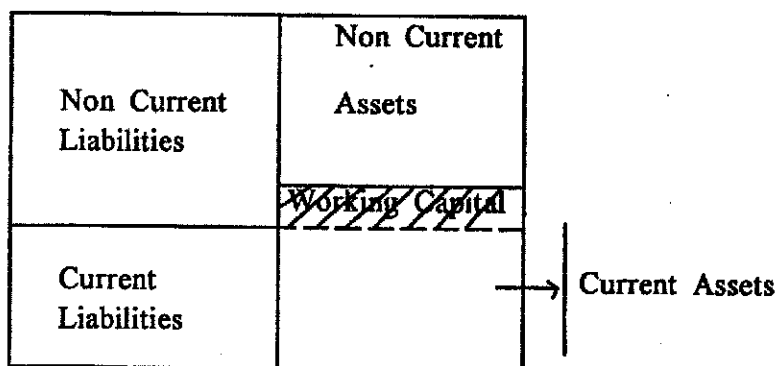 Non Current
Assets
Non Current
Liabilities
Working Capital
Current
Liabilities
Current Assets